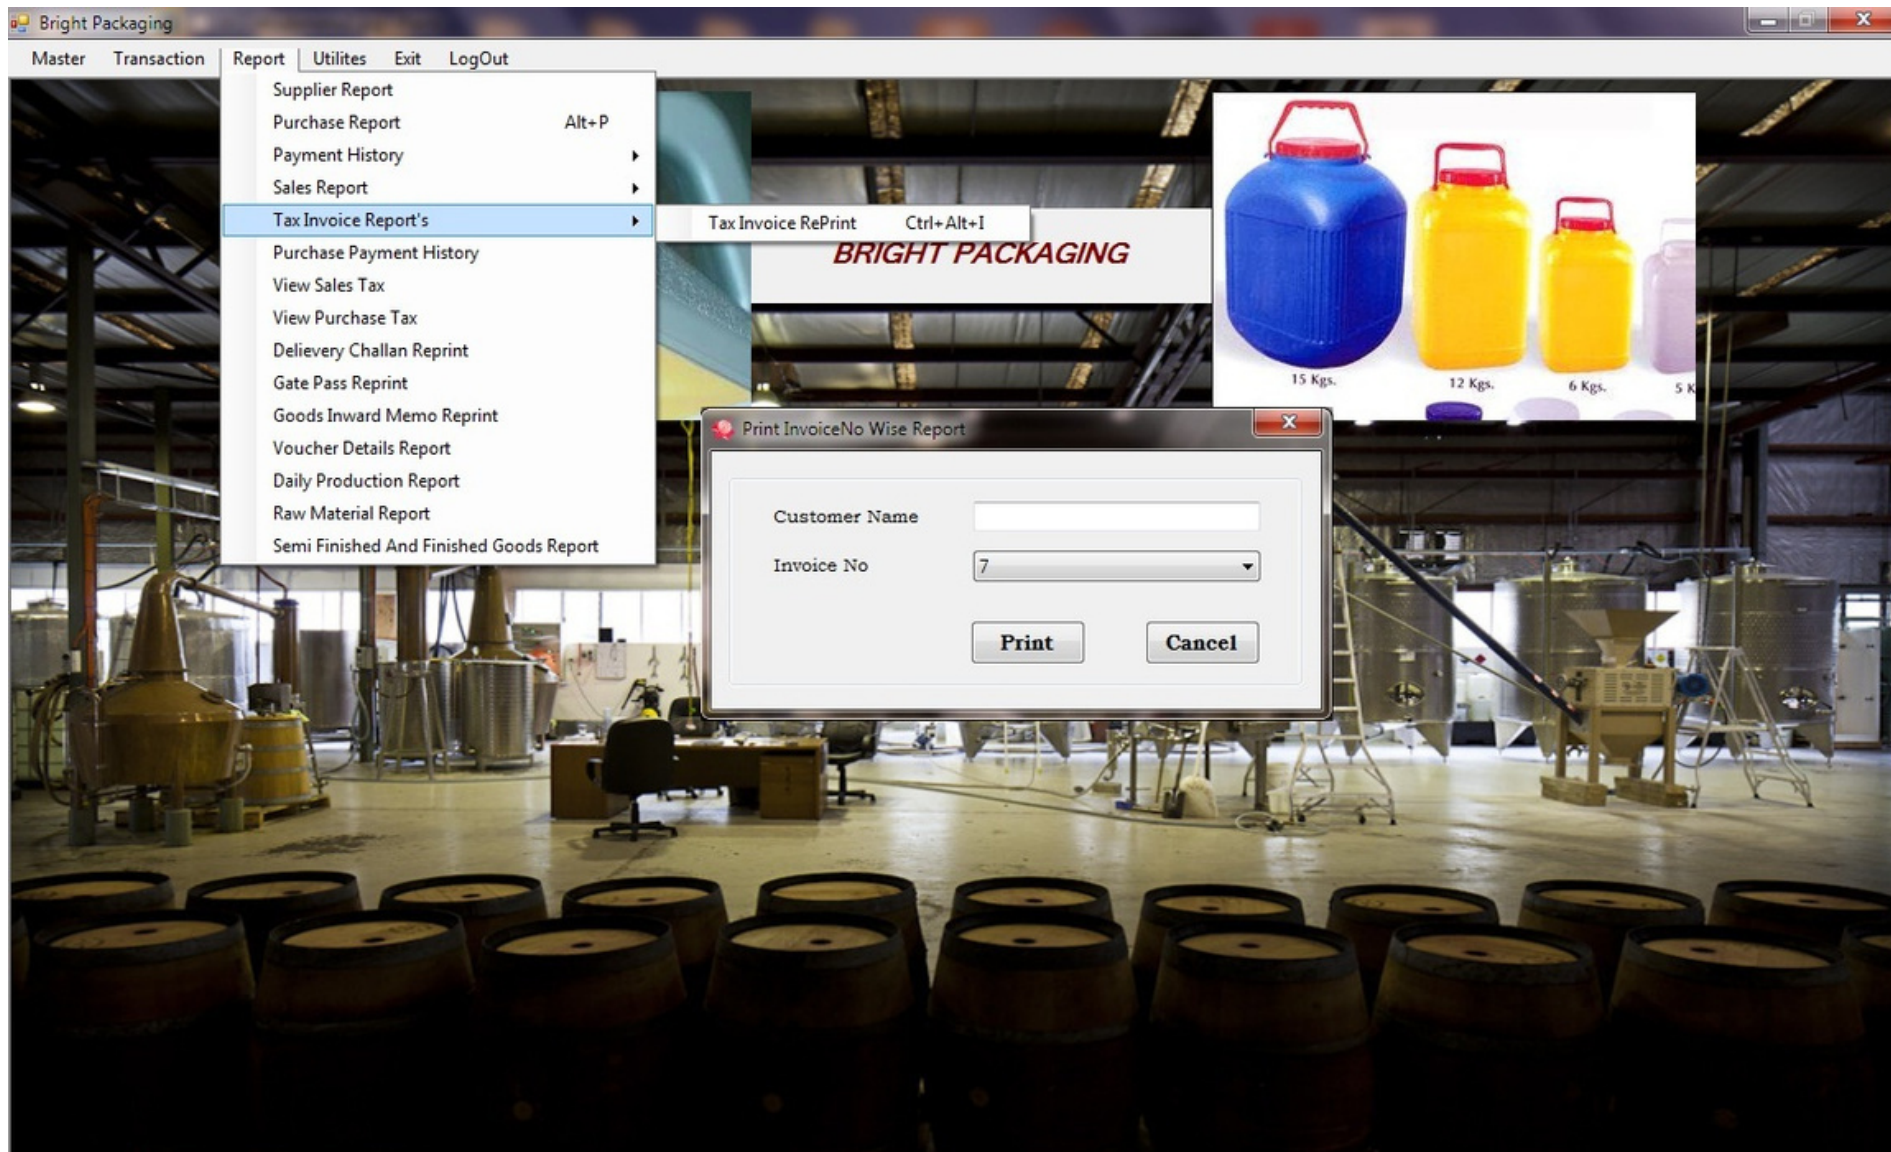 Bright Packaging
Master Transaction Report Utilites Exit LogOut
Supplier Report
Purchase Report Alt+P
Payment History
Sales Report
Tax Invoice Report's
Tax Invoice RePrint Ctrl+Alt+I
Purchase Payment History
View Sales Tax
View Purchase Tax
Delievery Challan Reprint
Gate Pass Reprint
Goods Inward Memo Reprint
Voucher Details Report
Daily Production Report
Raw Material Report
Semi Finished And Finished Goods Report
BRIGHT PACKAGING
15 Kgs. 12 Kgs. 6 Kgs. 5 K
Print InvoiceNo Wise Report
Customer Name
Invoice No 7
Print Cancel